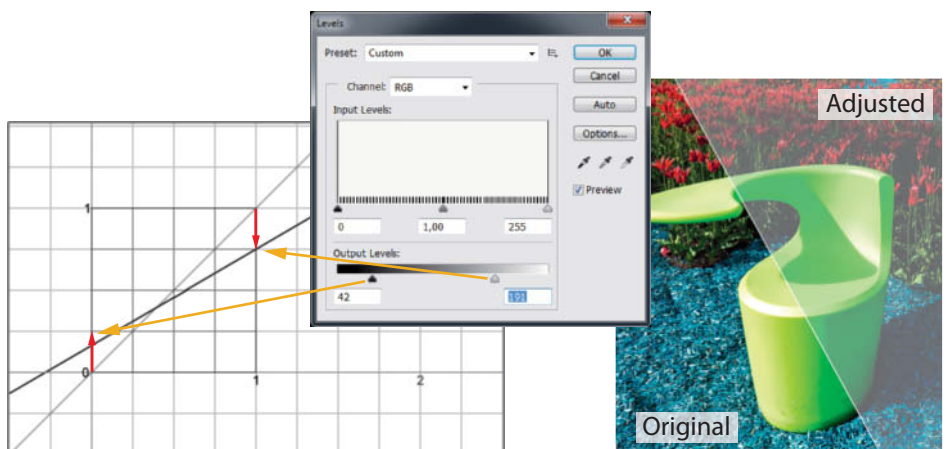 Levels
Preset: Custom
OK
Channel: RGB
Cancel
Input Levels:
Auto
Options...
Preview
0 1,00 255
Output Levels:
42 191
1
0
1 2
Adjusted
Original